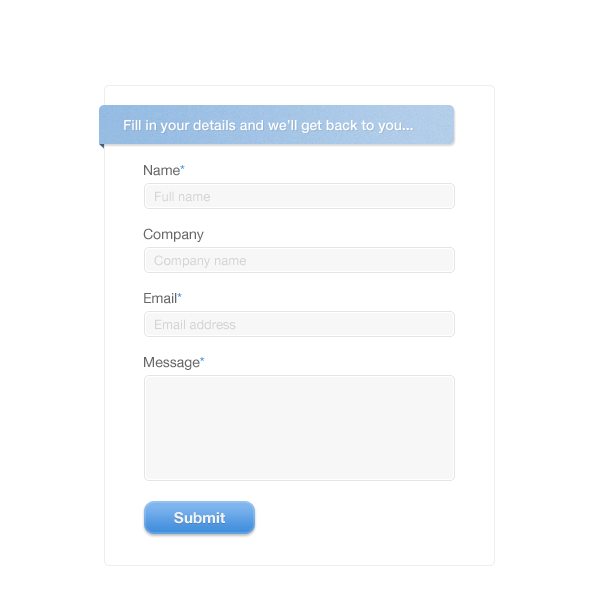 Fill in your details and we'll get back to you...
Name*
Full name
Company
Company name
Email*
Email address
Message*
Submit